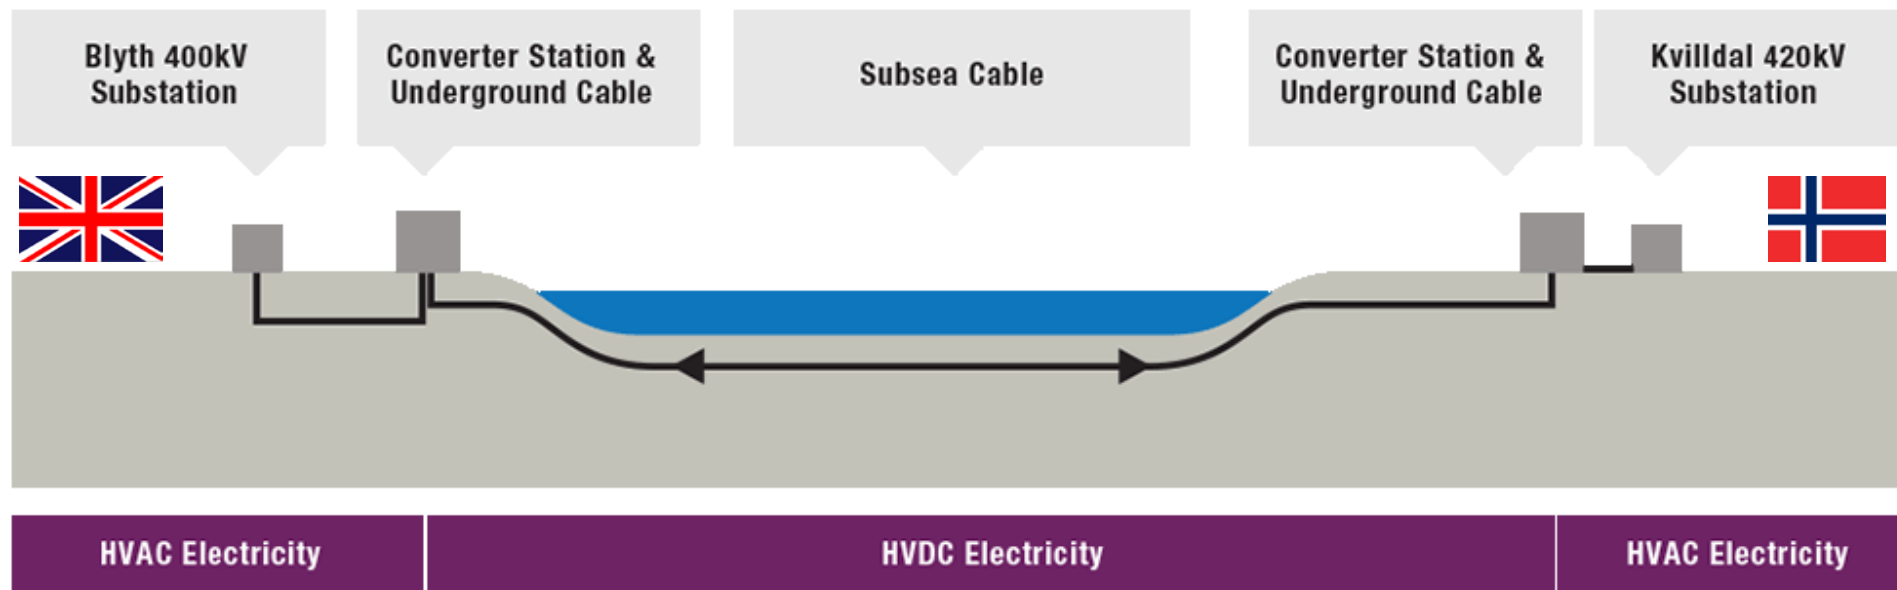 Blyth 400kV
Substation
Converter Station &
Underground Cable
Subsea Cable
Converter Station &
Underground Cable
Kvilldal 420kV
Substation
HVAC Electricity
HVDC Electricity
HVAC Electricity